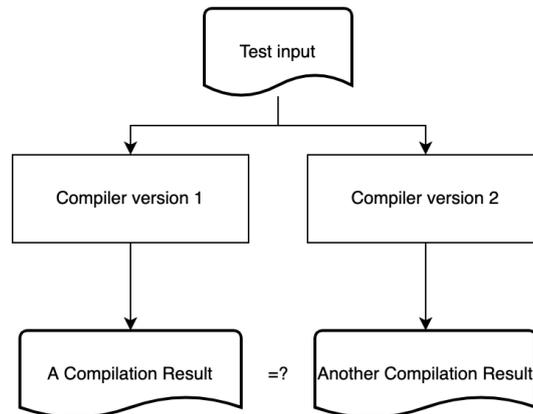 Test input
Compiler version 1
Compiler version 2
A Compilation Result
=?
Another Compilation Result